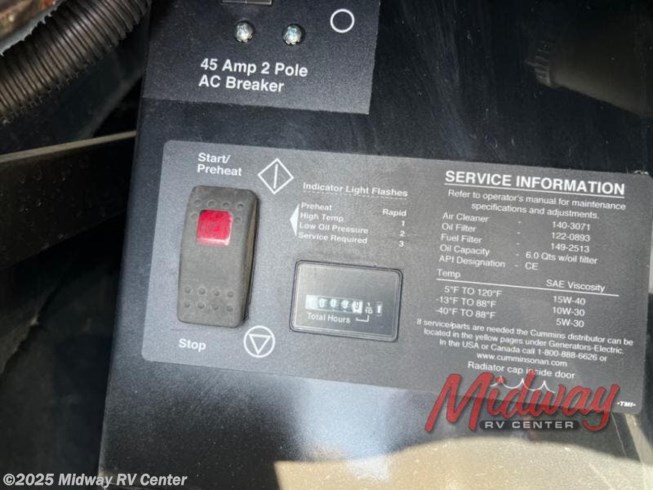 45 Amp 2 Pole
AC Breaker
Start/
Preheat
Indicator Light Flashes
Preheat Rapid
High Temp 1
Low Oil Pressure 2
Service Required 3
Total Hours
Stop
SERVICE INFORMATION
Refer to operator's manual for maintenance
specifications and adjustments.
Air Cleaner - 140-3071
Oil Filter - 122-0893
Fuel Filter - 149-2513
Oil Capacity - 6.0 Qts w/oil filter
API Designation - CE
Temp SAE Viscosity
5°F TO 120°F 15W-40
-13°F TO 88°F 10W-30
-40°F TO 88°F 5W-30
If service/parts are needed the Cummins distributor can be
located in the yellow pages under Generators-Electric.
In the USA or Canada call 1-800-888-6626 or
www.cumminsonan.com
Radiator cap inside door
-TMI-
Midway
RV CENTER
©2025 Midway RV Center